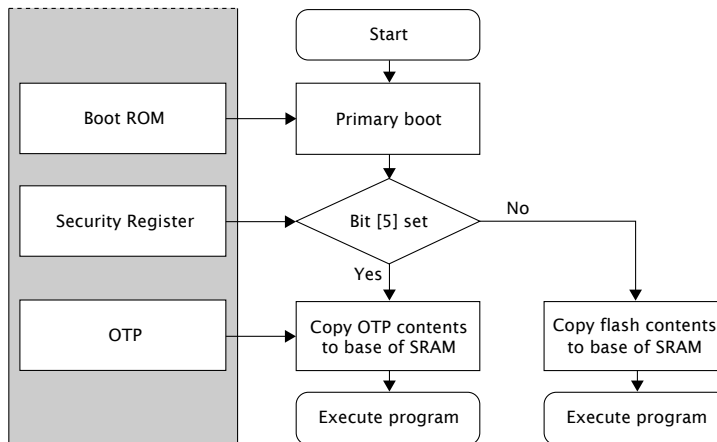 Start
Boot ROM
Primary boot
Security Register
Bit [5] set
No
Yes
OTP
Copy OTP contents
to base of SRAM
Copy flash contents
to base of SRAM
Execute program
Execute program